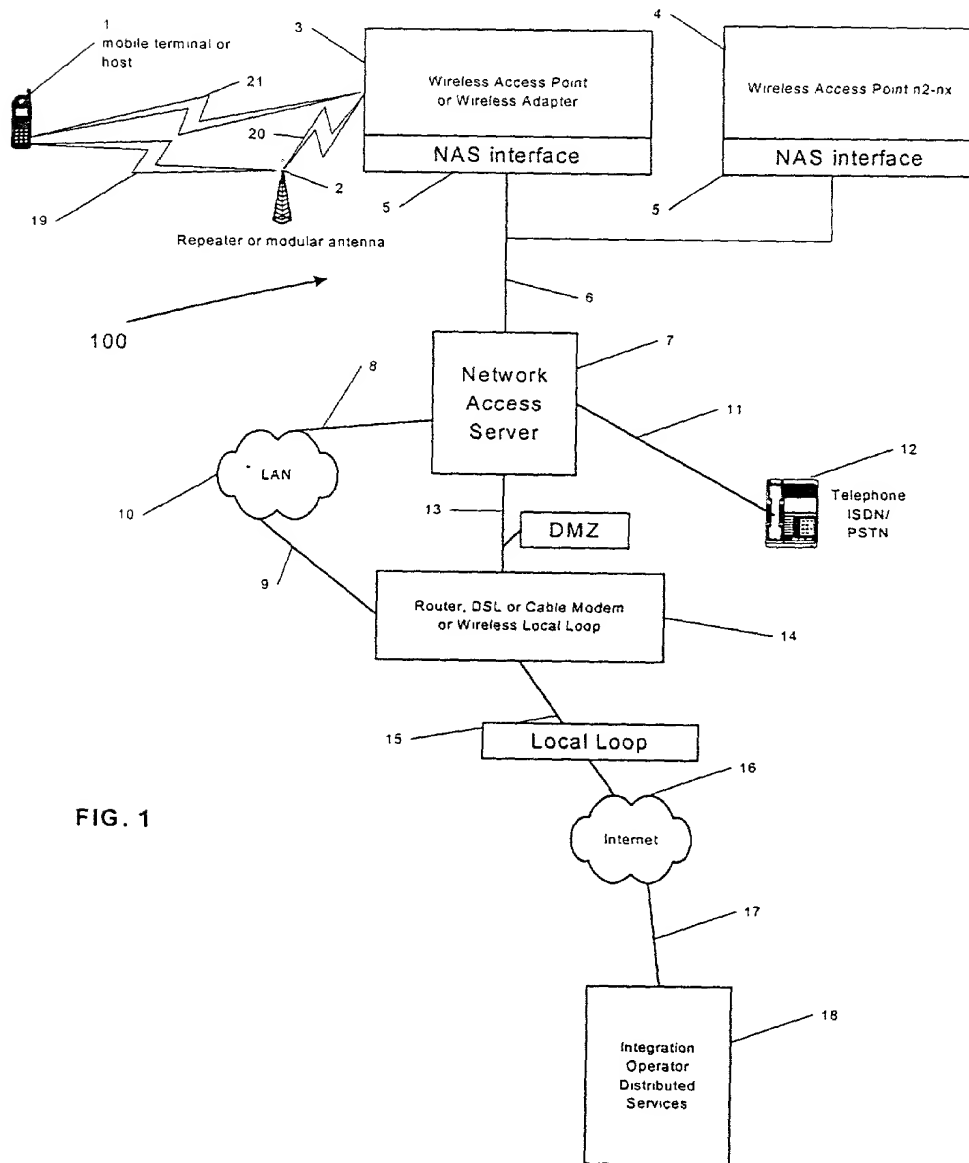 1
mobile terminal or
host
21
20
19
2
Repeater or modular antenna
100
3
Wireless Access Point
or Wireless Adapter
NAS interface
5
4
Wireless Access Point n2-nx
NAS interface
5
6
7
Network
Access
Server
8
LAN
10
9
11
12
Telephone
ISDN/
PSTN
13
DMZ
Router, DSL or Cable Modem
or Wireless Local Loop
14
15
Local Loop
16
Internet
FIG. 1
17
18
Integration
Operator
Distributed
Services